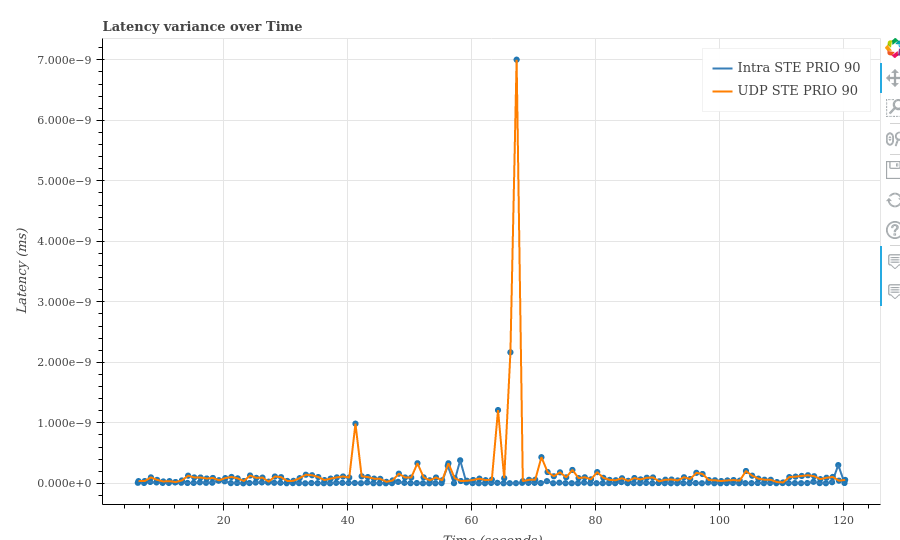 Latency variance over Time
7.000e−9
6.000e−9
5.000e−9
4.000e−9
3.000e−9
2.000e−9
1.000e−9
0.000e+0
Latency (ms)
Intra STE PRIO 90
UDP STE PRIO 90
20 40 60 80 100 120
Time (seconds)